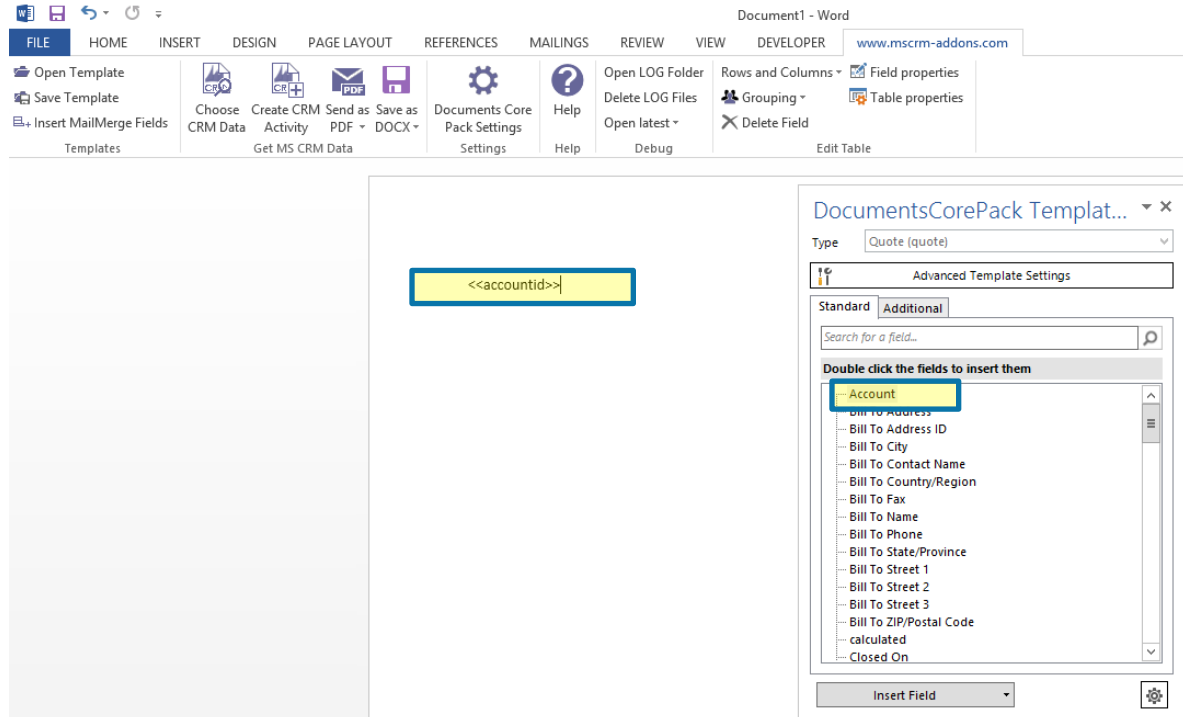 Document1 - Word
FILE HOME INSERT DESIGN PAGE LAYOUT REFERENCES MAILINGS REVIEW VIEW DEVELOPER www.mscrm-addons.com
Open Template
Save Template
Insert MailMerge Fields
Templates
Choose CRM Data
Create CRM Activity
Send as PDF
Save as DOCX
Get MS CRM Data
Documents Core Pack Settings
Settings
Help
Help
Open LOG Folder
Delete LOG Files
Open latest
Debug
Rows and Columns
Grouping
Delete Field
Field properties
Table properties
Edit Table
<<accountid>>
DocumentsCorePack Templat...
Type Quote (quote)
Advanced Template Settings
Standard Additional
Search for a field...
Double click the fields to insert them
Account
Bill To Address
Bill To Address ID
Bill To City
Bill To Contact Name
Bill To Country/Region
Bill To Fax
Bill To Name
Bill To Phone
Bill To State/Province
Bill To Street 1
Bill To Street 2
Bill To Street 3
Bill To ZIP/Postal Code
calculated
Closed On
Insert Field